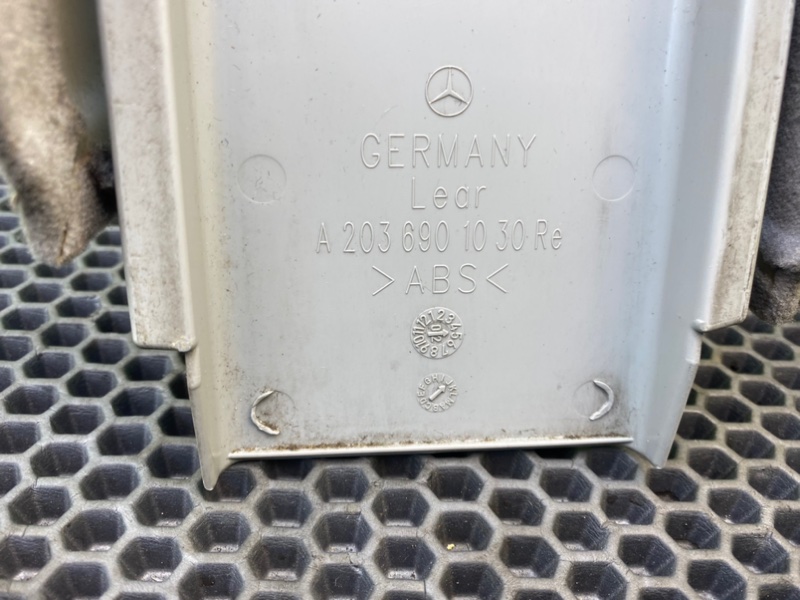 GERMANY
Lear
A 203 690 10 30 Re
>ABS<